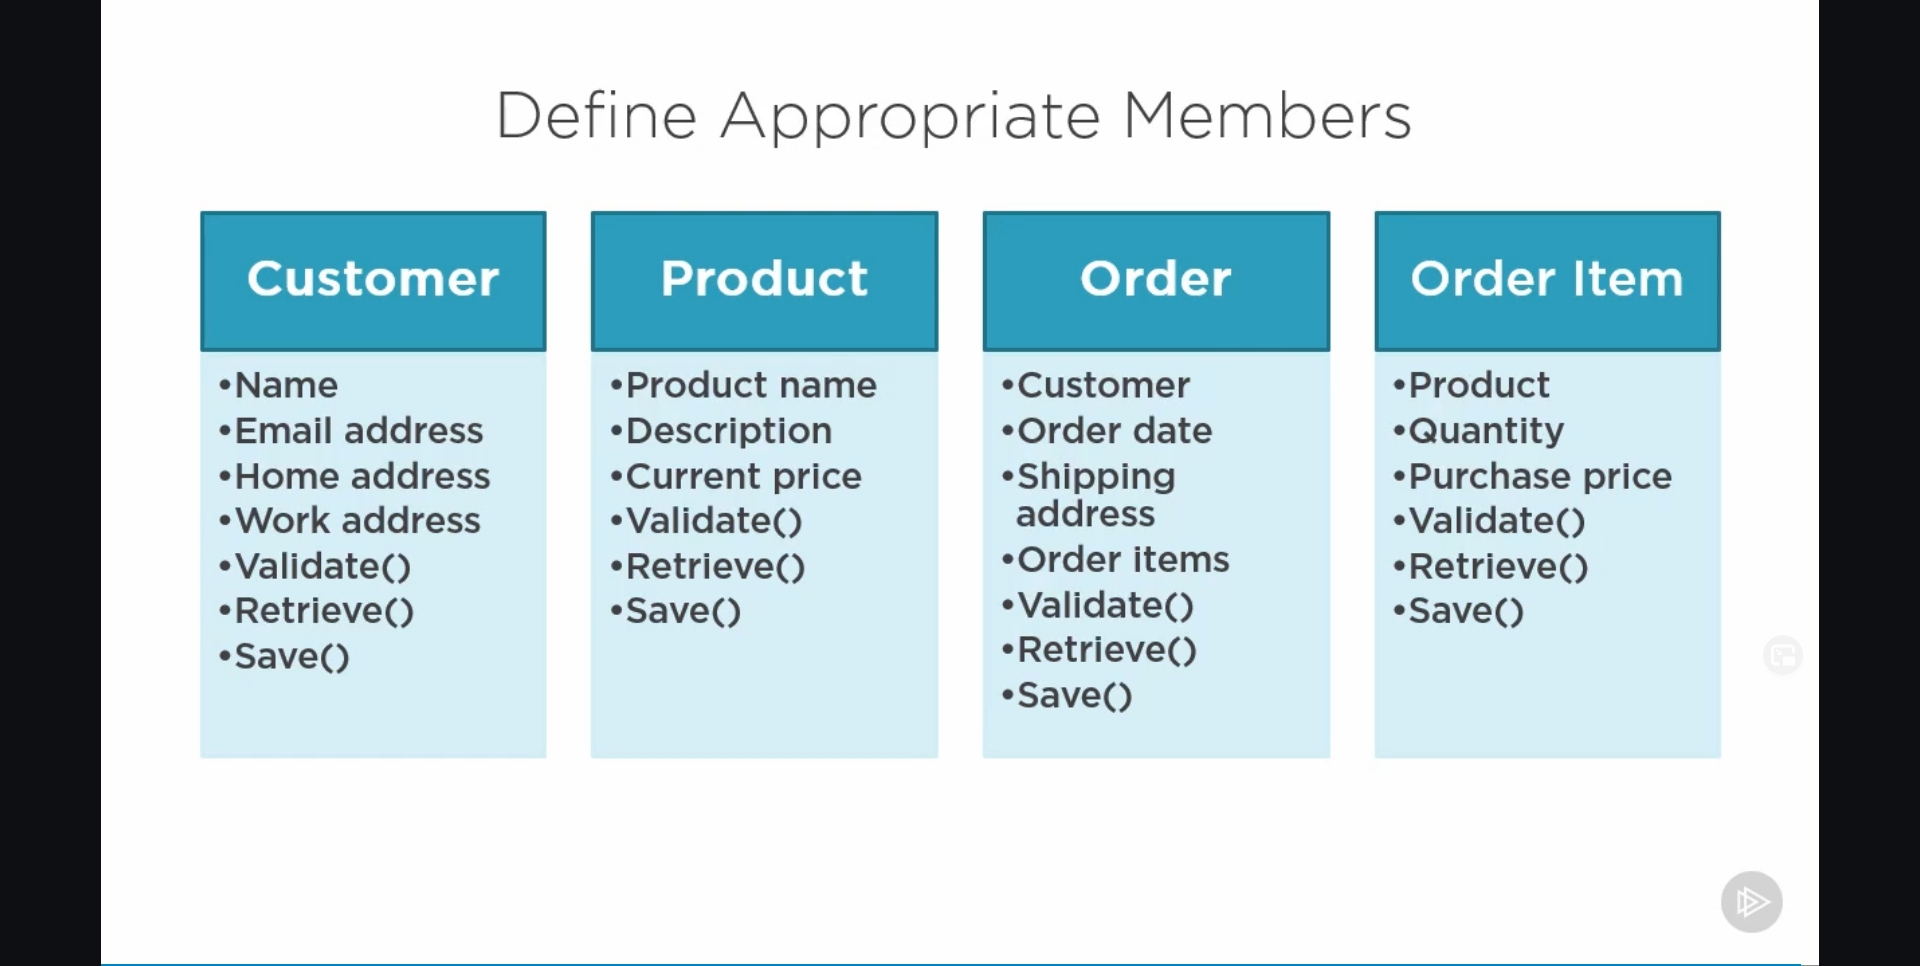 Define Appropriate Members
Customer
•Name
•Email address
•Home address
•Work address
•Validate()
•Retrieve()
•Save()
Product
•Product name
•Description
•Current price
•Validate()
•Retrieve()
•Save()
Order
•Customer
•Order date
•Shipping
address
•Order items
•Validate()
•Retrieve()
•Save()
Order Item
•Product
•Quantity
•Purchase price
•Validate()
•Retrieve()
•Save()